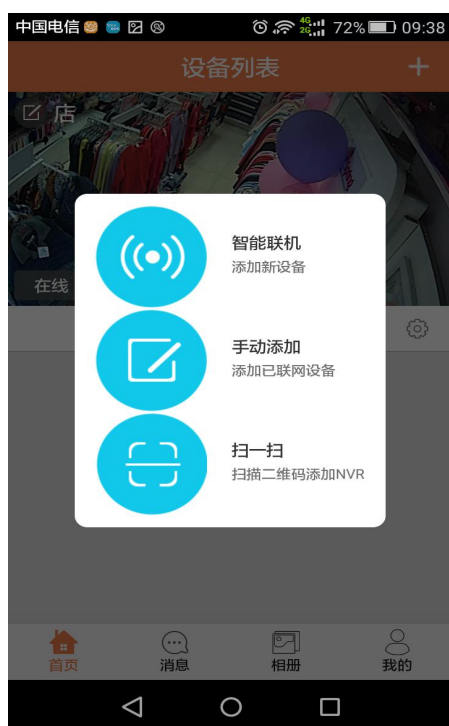 中国电信 4G 2G 72% 09:38
设备列表 +
店
智能联机
添加新设备
在线
手动添加
添加已联网设备
扫一扫
扫描二维码添加NVR
首页 消息 相册 我的